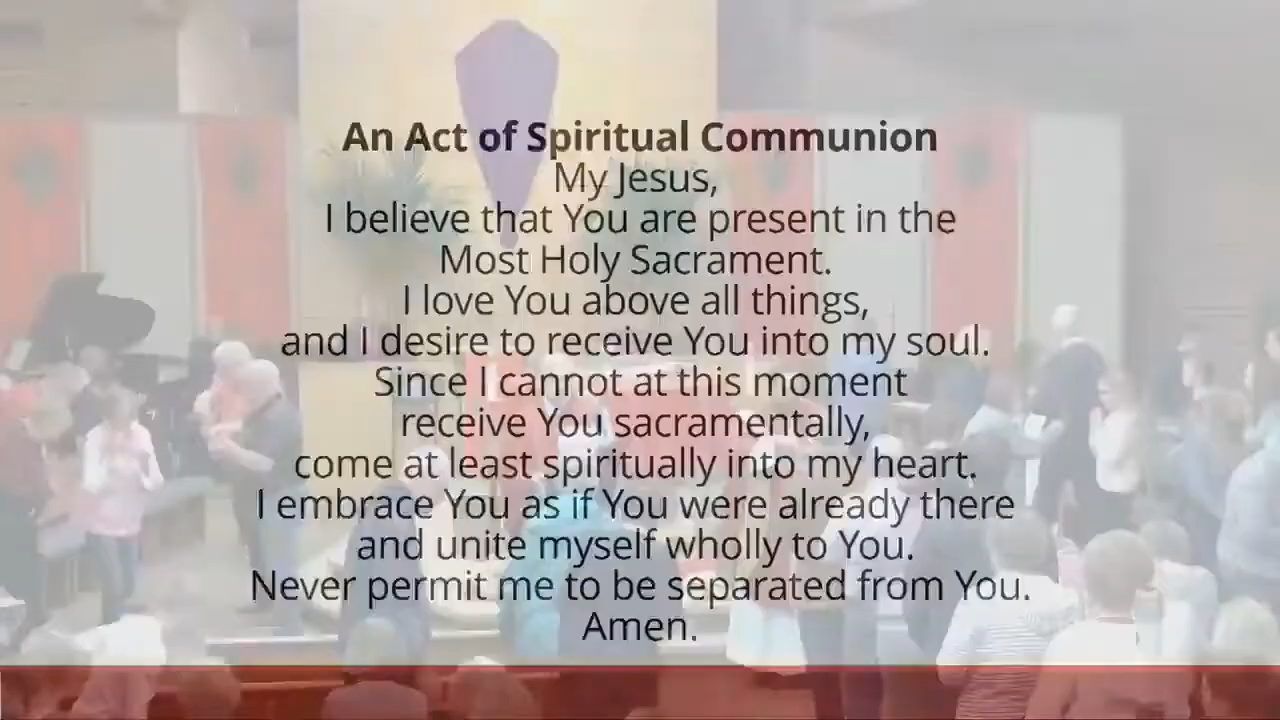 An Act of Spiritual Communion
My Jesus,
I believe that You are present in the
Most Holy Sacrament.
I love You above all things,
and I desire to receive You into my soul.
Since I cannot at this moment
receive You sacramentally,
come at least spiritually into my heart.
I embrace You as if You were already there
and unite myself wholly to You.
Never permit me to be separated from You.
Amen.